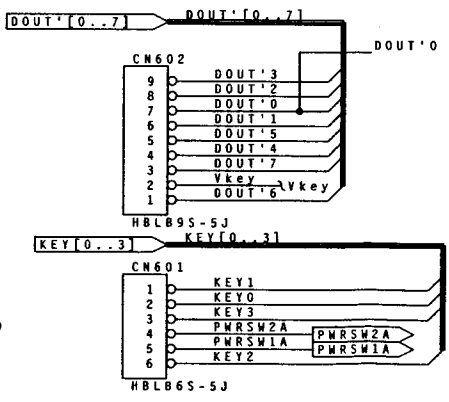 DOUT'[0..7] DOUT'[0..7]
DOUT'0
CN602
9 DOUT'3
8 DOUT'2
7 DOUT'0
6 DOUT'1
5 DOUT'5
4 DOUT'4
3 DOUT'7
2 Vkey Vkey
1 DOUT'6
HBLB9S-5J
KEY[0..3] KEY[0..3]
CN601
1 KEY1
2 KEY0
3 KEY3
4 PWRSW2A PWRSW2A
5 PWRSW1A PWRSW1A
6 KEY2
HBLB6S-5J